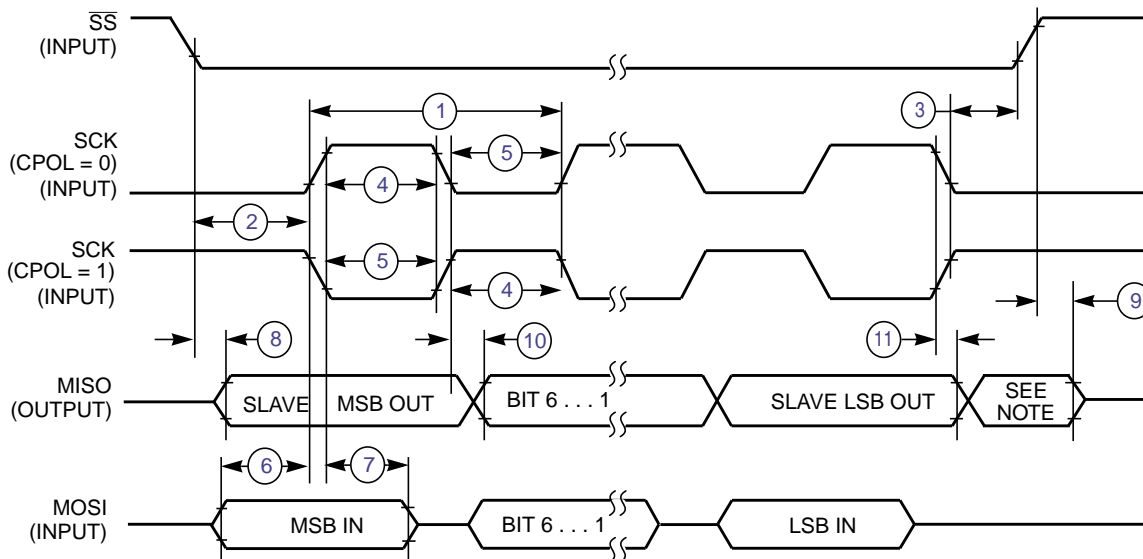 SS
(INPUT)
1
3
SCK
(CPOL = 0)
(INPUT)
5
4
2
SCK
(CPOL = 1)
(INPUT)
5
4
9
8
10
11
MISO
(OUTPUT)
SLAVE MSB OUT
BIT 6 . . . 1
SLAVE LSB OUT
SEE
NOTE
6
7
MOSI
(INPUT)
MSB IN
BIT 6 . . . 1
LSB IN